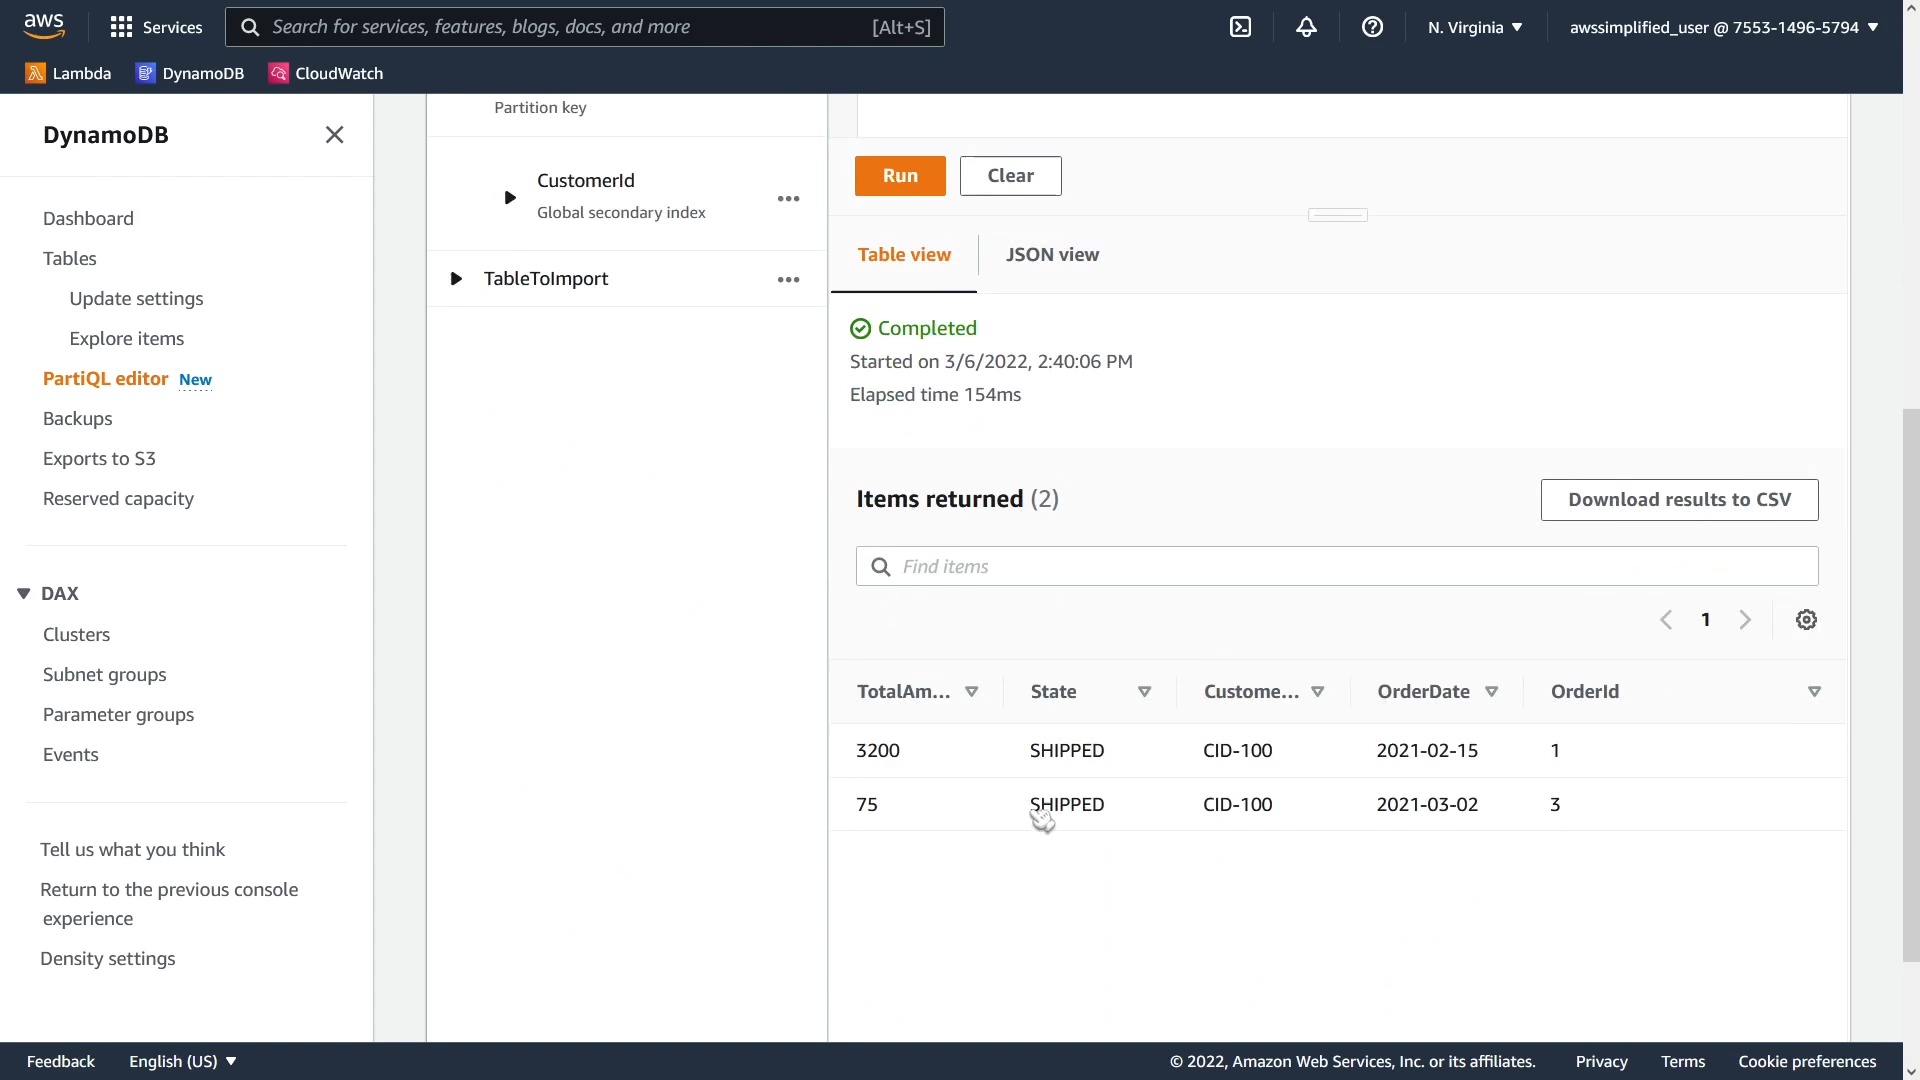 aws
Services
Search for services, features, blogs, docs, and more
[Alt+S]
N. Virginia
awssimplified_user @ 7553-1496-5794
Lambda
DynamoDB
CloudWatch
DynamoDB
Dashboard
Tables
Update settings
Explore items
PartiQL editor New
Backups
Exports to S3
Reserved capacity
DAX
Clusters
Subnet groups
Parameter groups
Events
Tell us what you think
Return to the previous console
experience
Density settings
Partition key
CustomerId
Global secondary index
TableToImport
Run
Clear
Table view
JSON view
Completed
Started on 3/6/2022, 2:40:06 PM
Elapsed time 154ms
Items returned (2)
Download results to CSV
Find items
1
TotalAm... State Custome... OrderDate OrderId
3200 SHIPPED CID-100 2021-02-15 1
75 SHIPPED CID-100 2021-03-02 3
Feedback
English (US)
© 2022, Amazon Web Services, Inc. or its affiliates.
Privacy
Terms
Cookie preferences